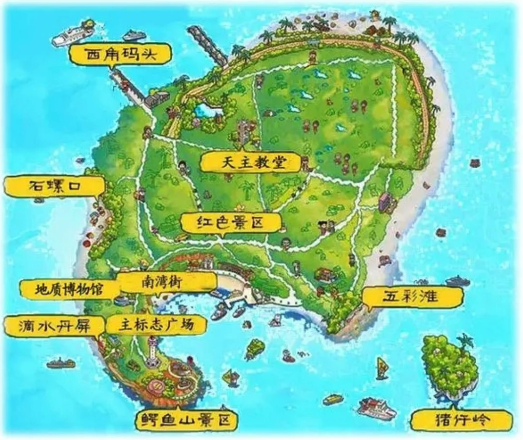 西角码头
天主教堂
石螺口
红色景区
地质博物馆
南湾街
五彩滩
滴水丹屏
主标志广场
鳄鱼山景区
猪仔岭